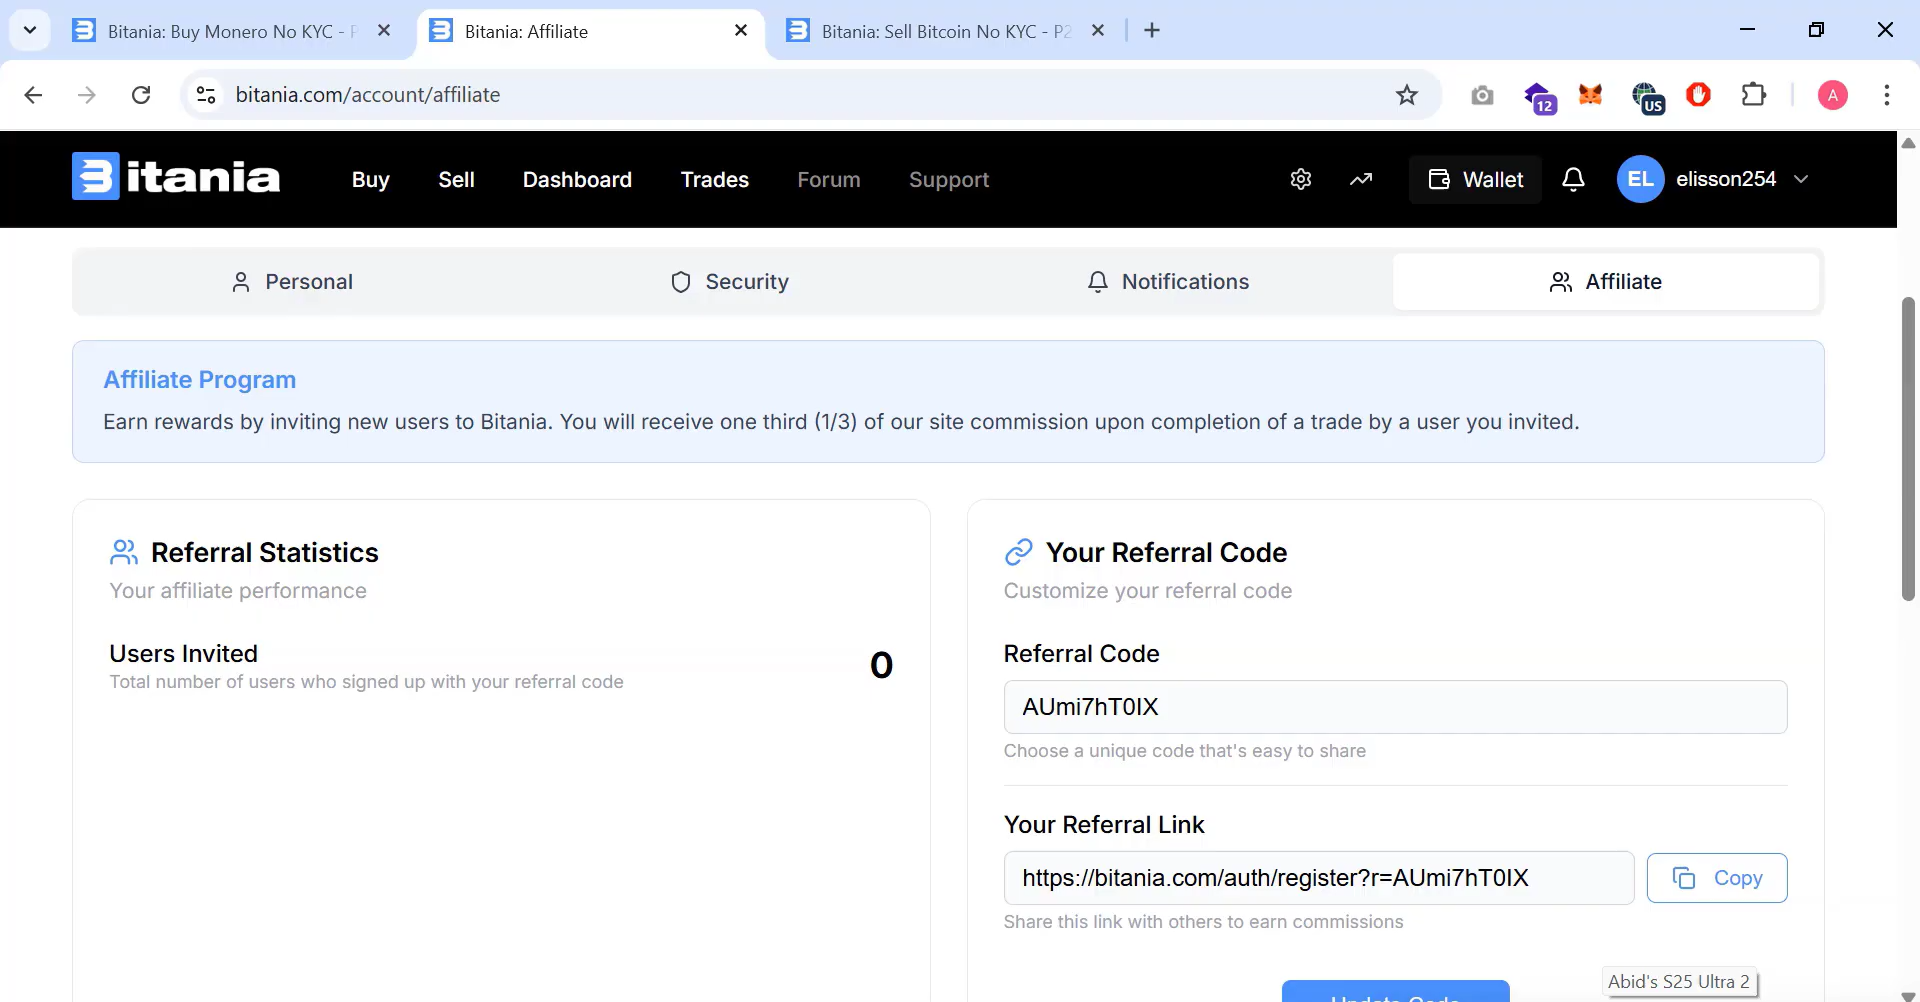 Bitania: Buy Monero No KYC - P
Bitania: Affiliate
Bitania: Sell Bitcoin No KYC - P2
bitania.com/account/affiliate
12
US
A
Bitania
Buy
Sell
Dashboard
Trades
Forum
Support
Wallet
EL
elisson254
Personal
Security
Notifications
Affiliate
Affiliate Program
Earn rewards by inviting new users to Bitania. You will receive one third (1/3) of our site commission upon completion of a trade by a user you invited.
Referral Statistics
Your affiliate performance
Users Invited
Total number of users who signed up with your referral code
0
Your Referral Code
Customize your referral code
Referral Code
AUmi7hT0IX
Choose a unique code that's easy to share
Your Referral Link
https://bitania.com/auth/register?r=AUmi7hT0IX
Copy
Share this link with others to earn commissions
Update Code
Abid's S25 Ultra 2